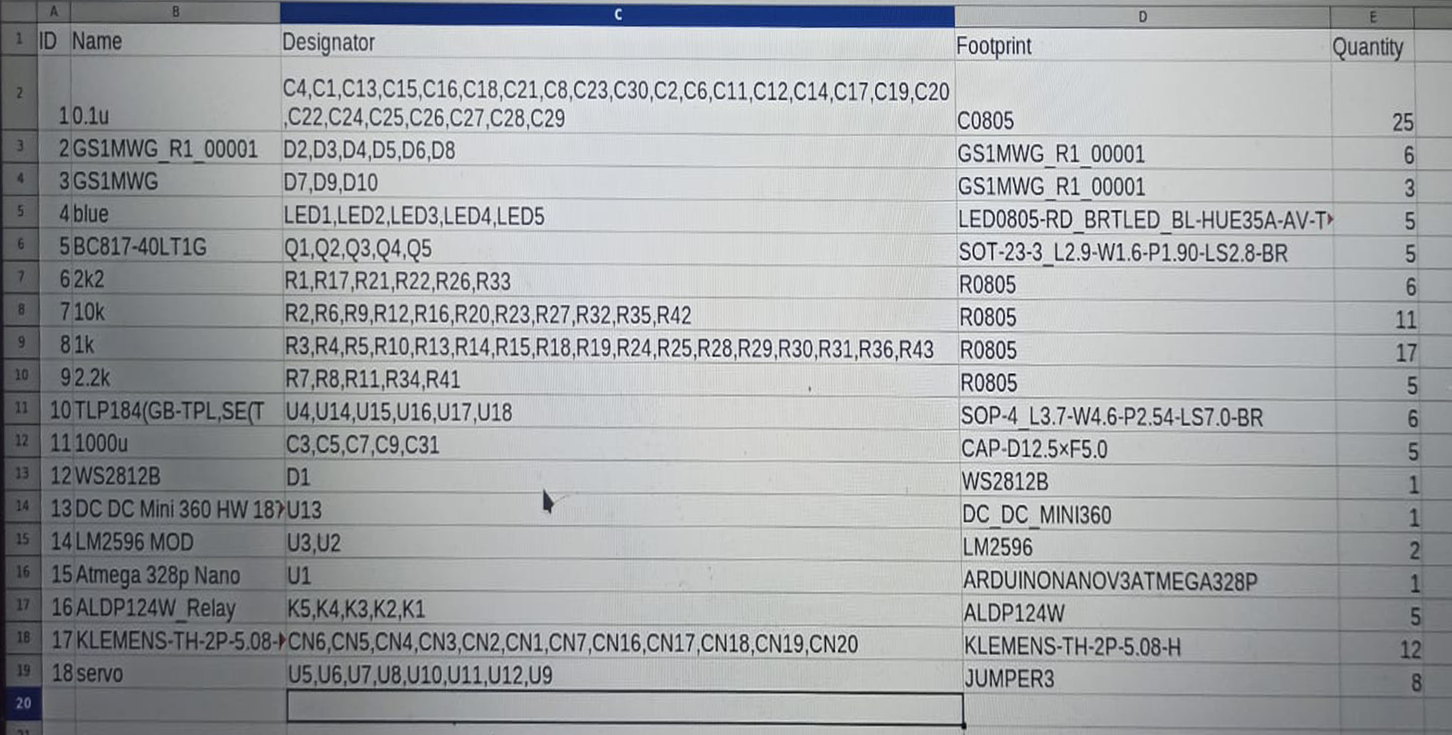 A B C D E
1 ID Name Designator Footprint Quantity
2 1 0.1u C4,C1,C13,C15,C16,C18,C21,C8,C23,C30,C2,C6,C11,C12,C14,C17,C19,C20
,C22,C24,C25,C26,C27,C28,C29 C0805 25
3 2 GS1MWG_R1_00001 D2,D3,D4,D5,D6,D8 GS1MWG_R1_00001 6
4 3 GS1MWG D7,D9,D10 GS1MWG_R1_00001 3
5 4 blue LED1,LED2,LED3,LED4,LED5 LED0805-RD_BRTLED_BL-HUE35A-AV-T 5
6 5 BC817-40LT1G Q1,Q2,Q3,Q4,Q5 SOT-23-3_L2.9-W1.6-P1.90-LS2.8-BR 5
7 6 2k2 R1,R17,R21,R22,R26,R33 R0805 6
8 7 10k R2,R6,R9,R12,R16,R20,R23,R27,R32,R35,R42 R0805 11
9 8 1k R3,R4,R5,R10,R13,R14,R15,R18,R19,R24,R25,R28,R29,R30,R31,R36,R43 R0805 17
10 9 2.2k R7,R8,R11,R34,R41 R0805 5
11 10 TLP184(GB-TPL,SE(T U4,U14,U15,U16,U17,U18 SOP-4_L3.7-W4.6-P2.54-LS7.0-BR 6
12 11 1000u C3,C5,C7,C9,C31 CAP-D12.5×F5.0 5
13 12 WS2812B D1 WS2812B 1
14 13 DC DC Mini 360 HW 187 U13 DC_DC_MINI360 1
15 14 LM2596 MOD U3,U2 LM2596 2
16 15 Atmega 328p Nano U1 ARDUINONANOV3ATMEGA328P 1
17 16 ALDP124W_Relay K5,K4,K3,K2,K1 ALDP124W 5
18 17 KLEMENS-TH-2P-5.08- CN6,CN5,CN4,CN3,CN2,CN1,CN7,CN16,CN17,CN18,CN19,CN20 KLEMENS-TH-2P-5.08-H 12
19 18 servo U5,U6,U7,U8,U10,U11,U12,U9 JUMPER3 8
20